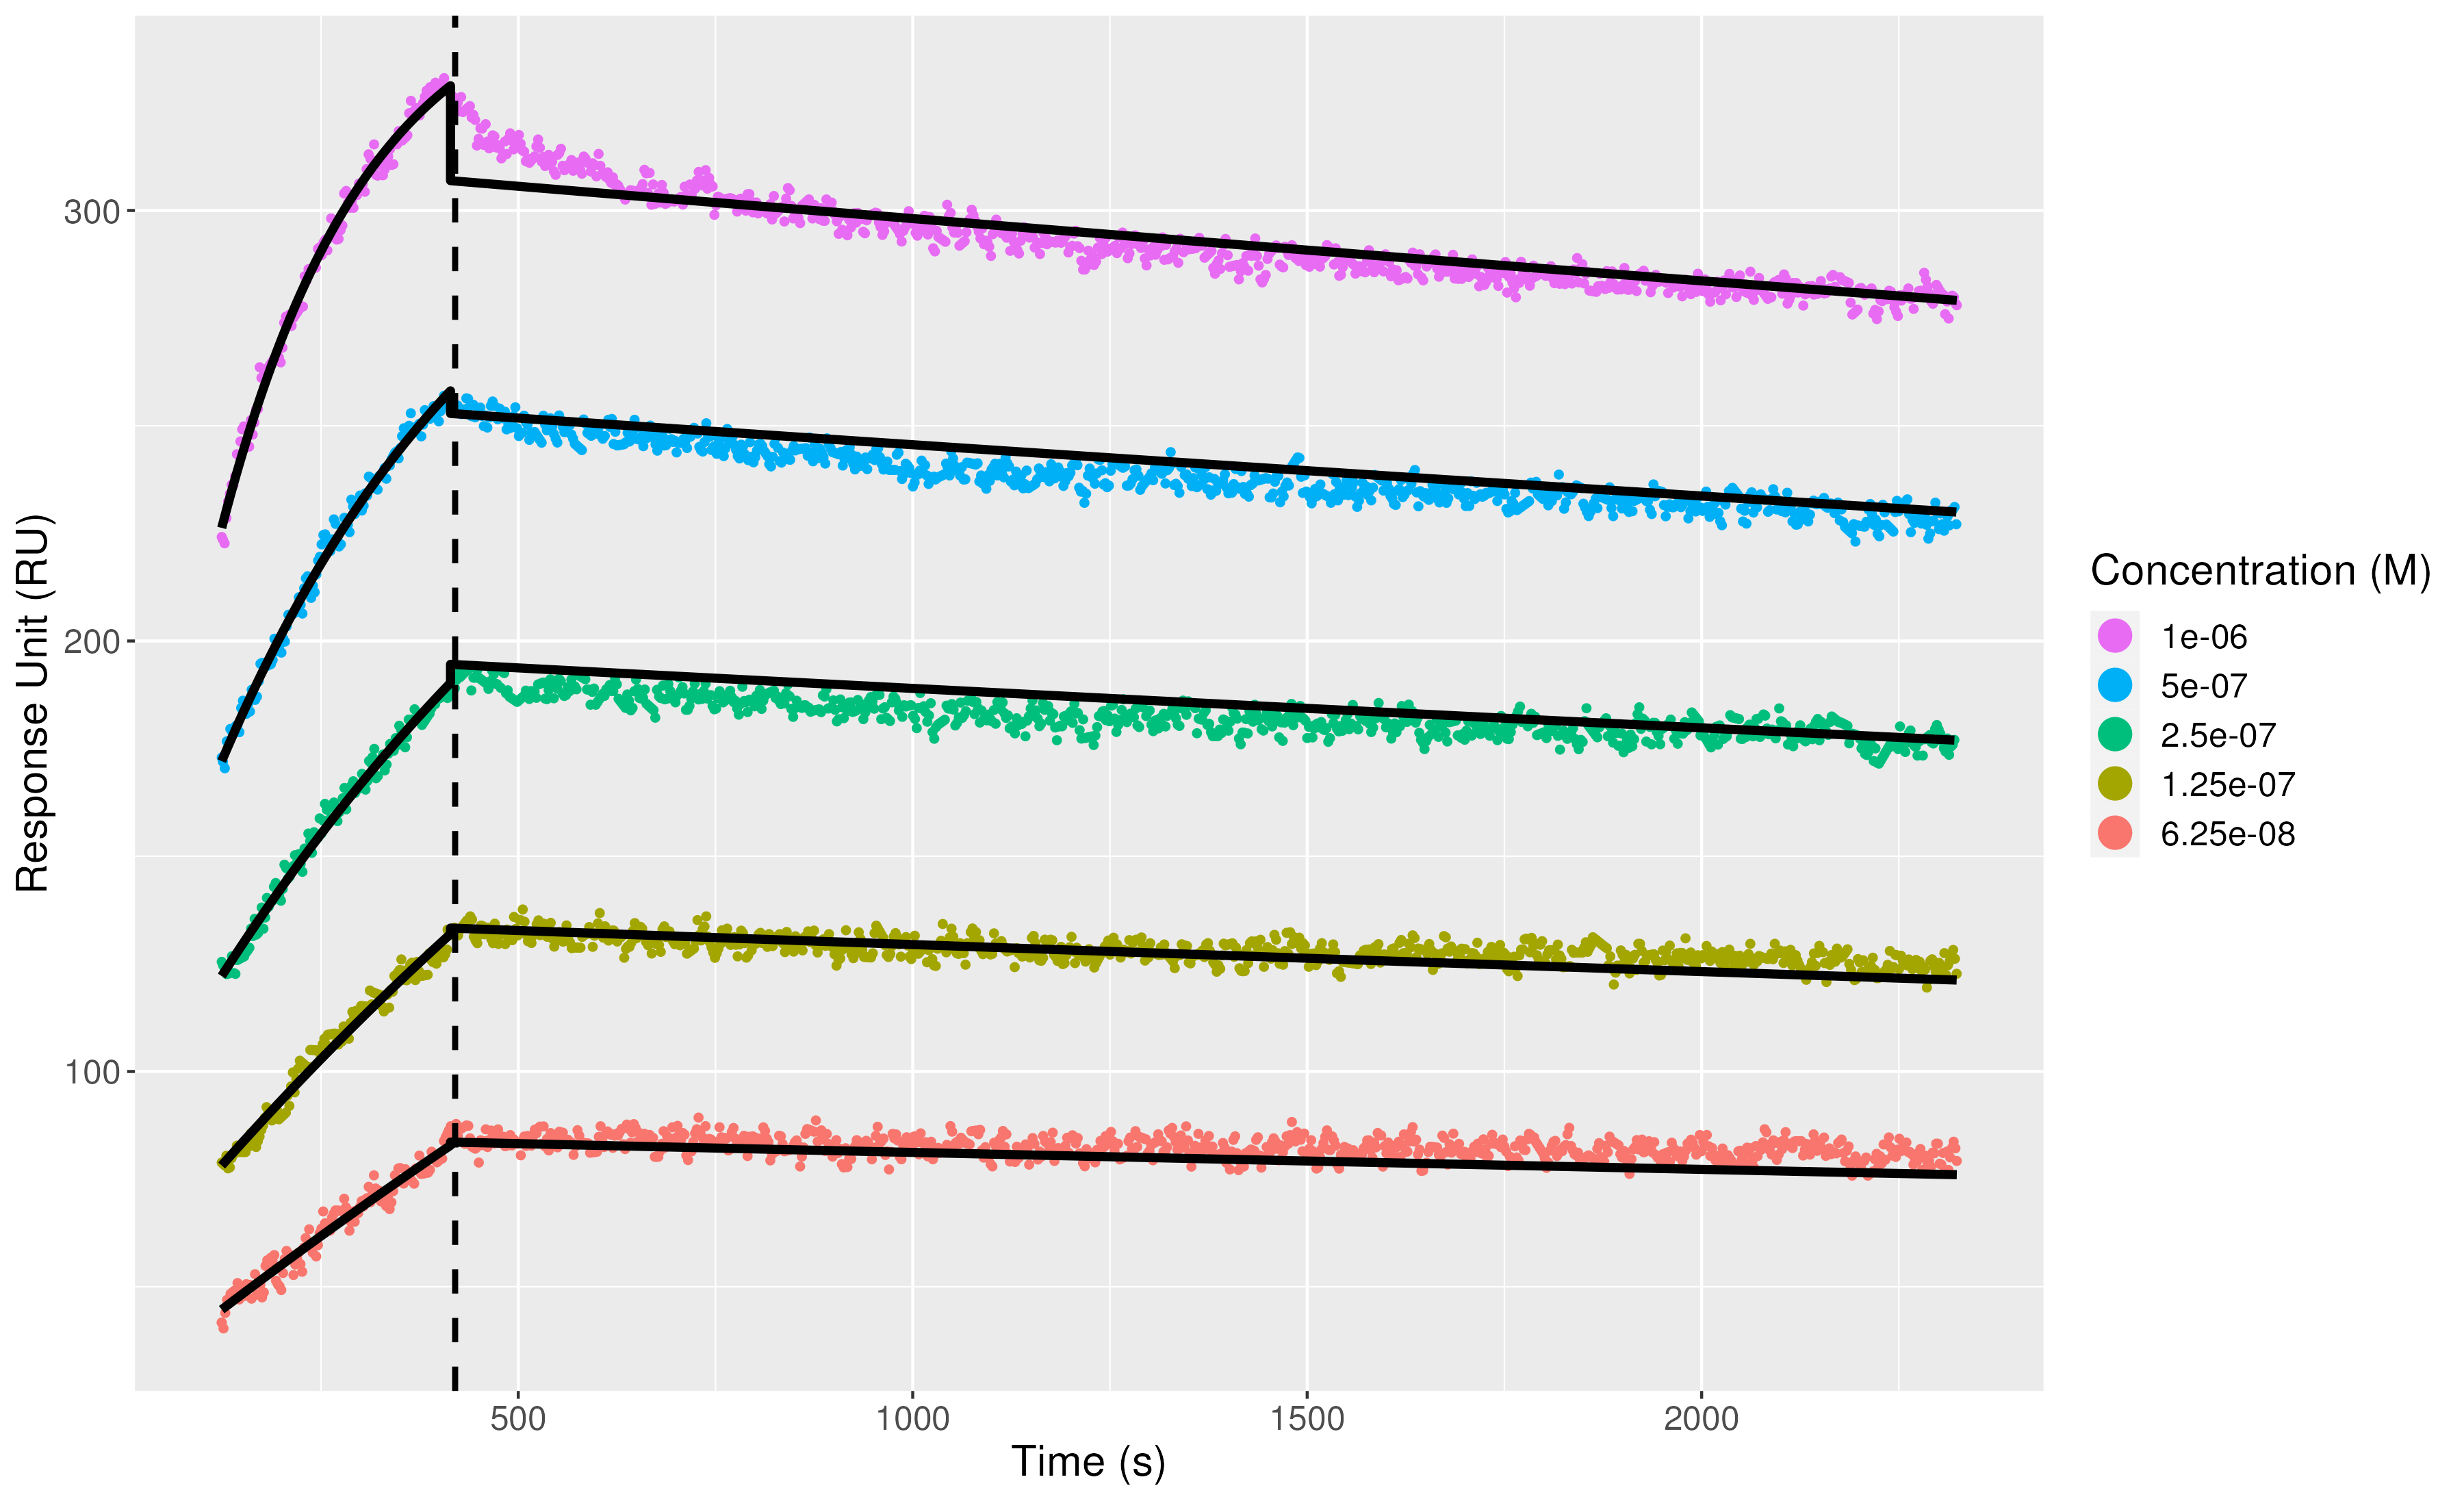 Response Unit (RU)
300
200
100
500
1000
1500
2000
Time (s)
Concentration (M)
1e-06
5e-07
2.5e-07
1.25e-07
6.25e-08